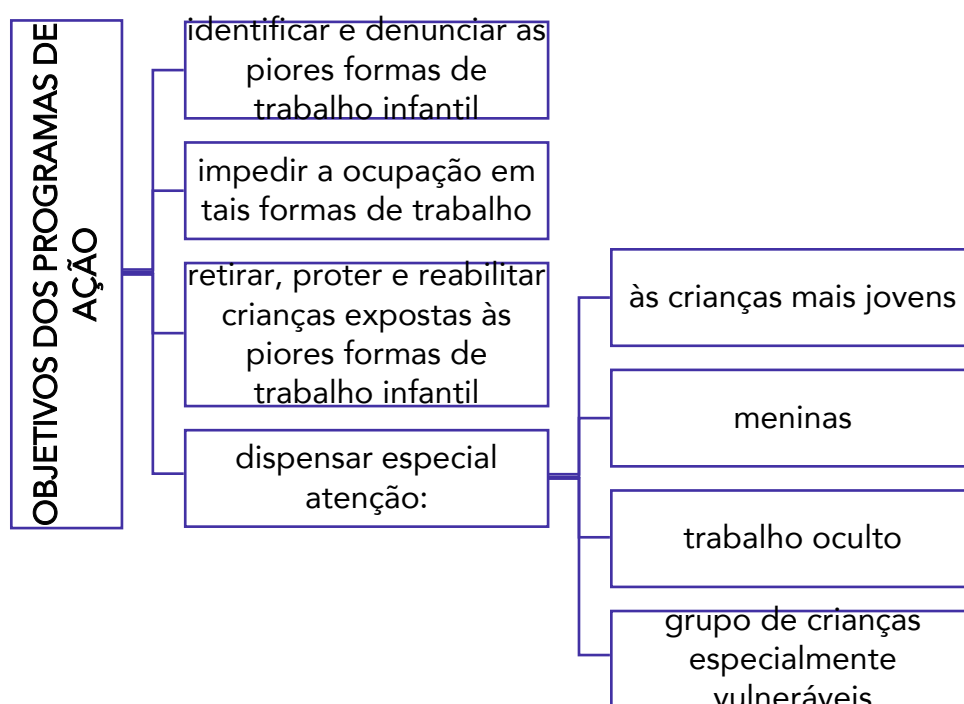 OBJETIVOS DOS PROGRAMAS DE
AÇÃO
identificar e denunciar as
piores formas de
trabalho infantil
impedir a ocupação em
tais formas de trabalho
retirar, proter e reabilitar
crianças expostas às
piores formas de
trabalho infantil
dispensar especial
atenção:
às crianças mais jovens
meninas
trabalho oculto
grupo de crianças
especialmente
vulneráveis